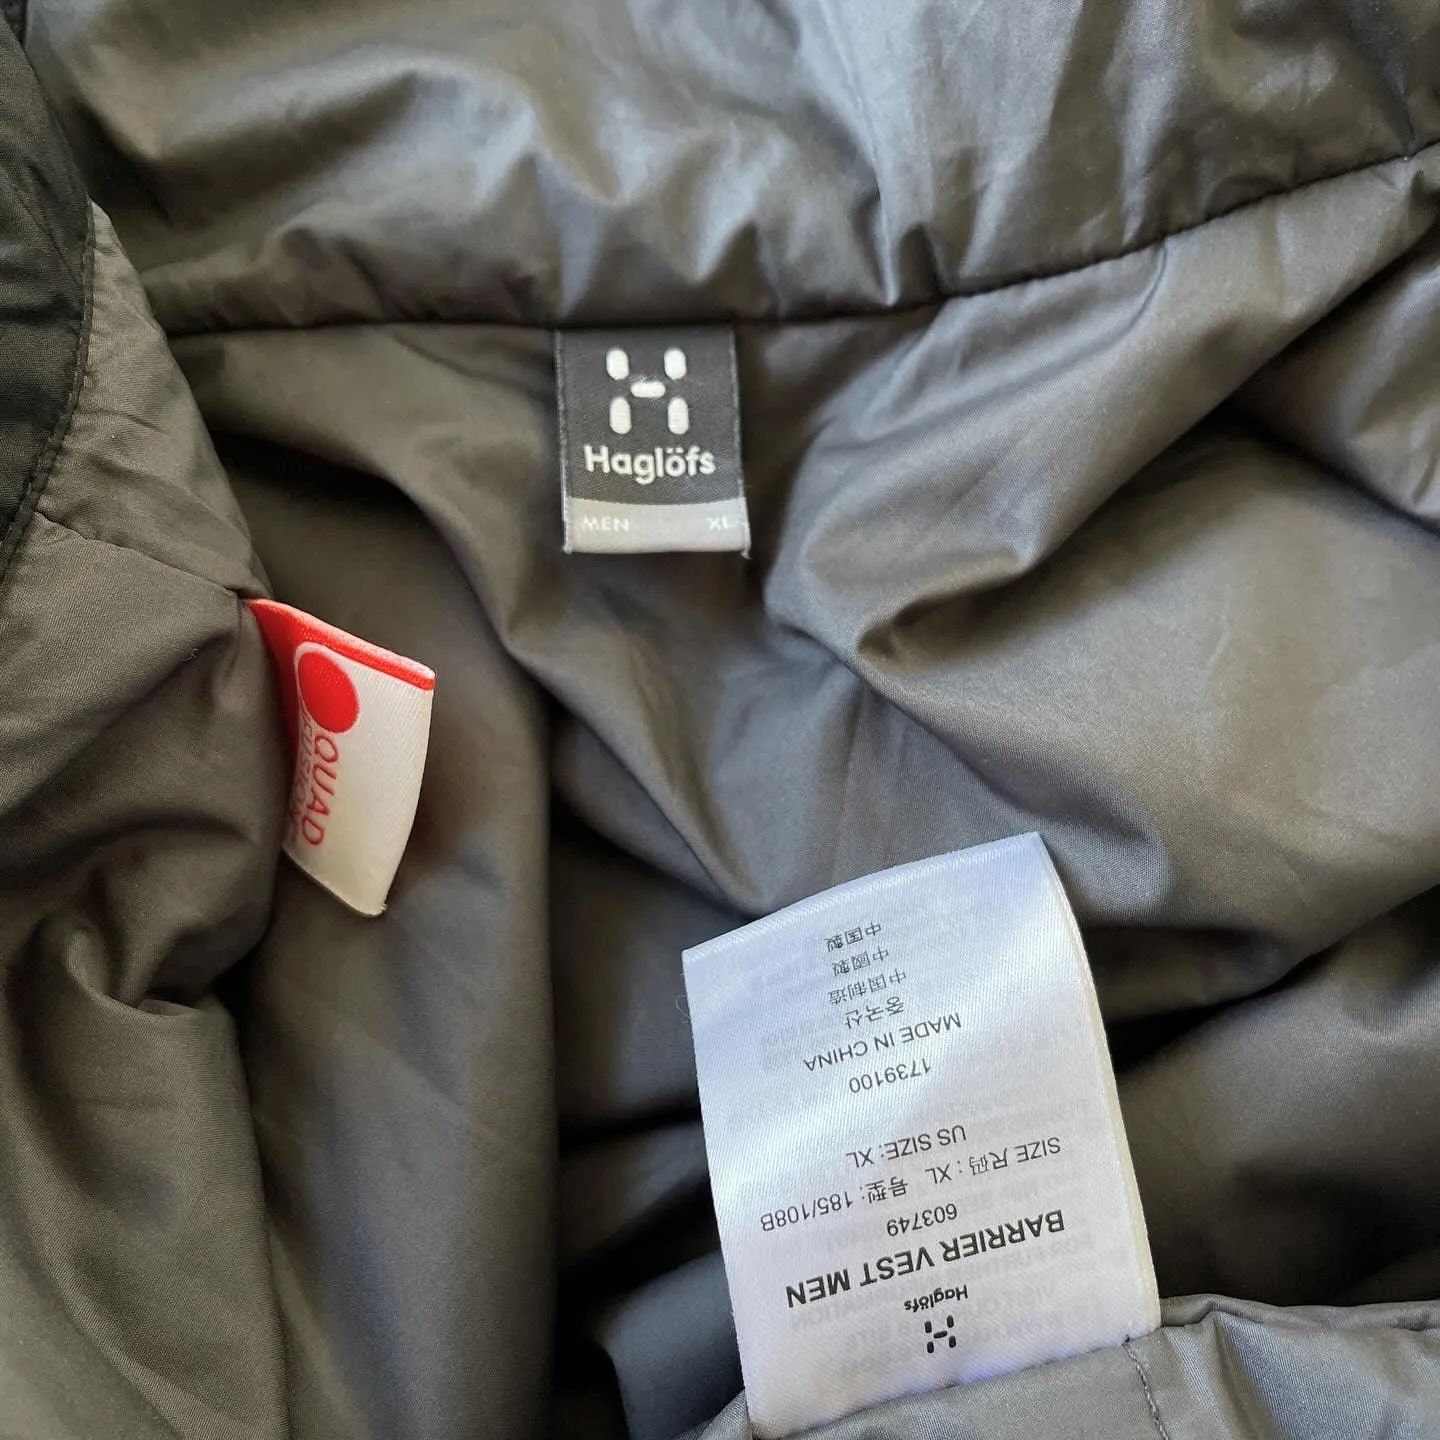 Haglöfs
MEN XL
QUAD
FUSION
Haglöfs
BARRIER VEST MEN
603749
SIZE 尺码: XL 号型: 185/108B
US SIZE: XL
1739100
MADE IN CHINA
중국산
中国制造
中國製
中国製